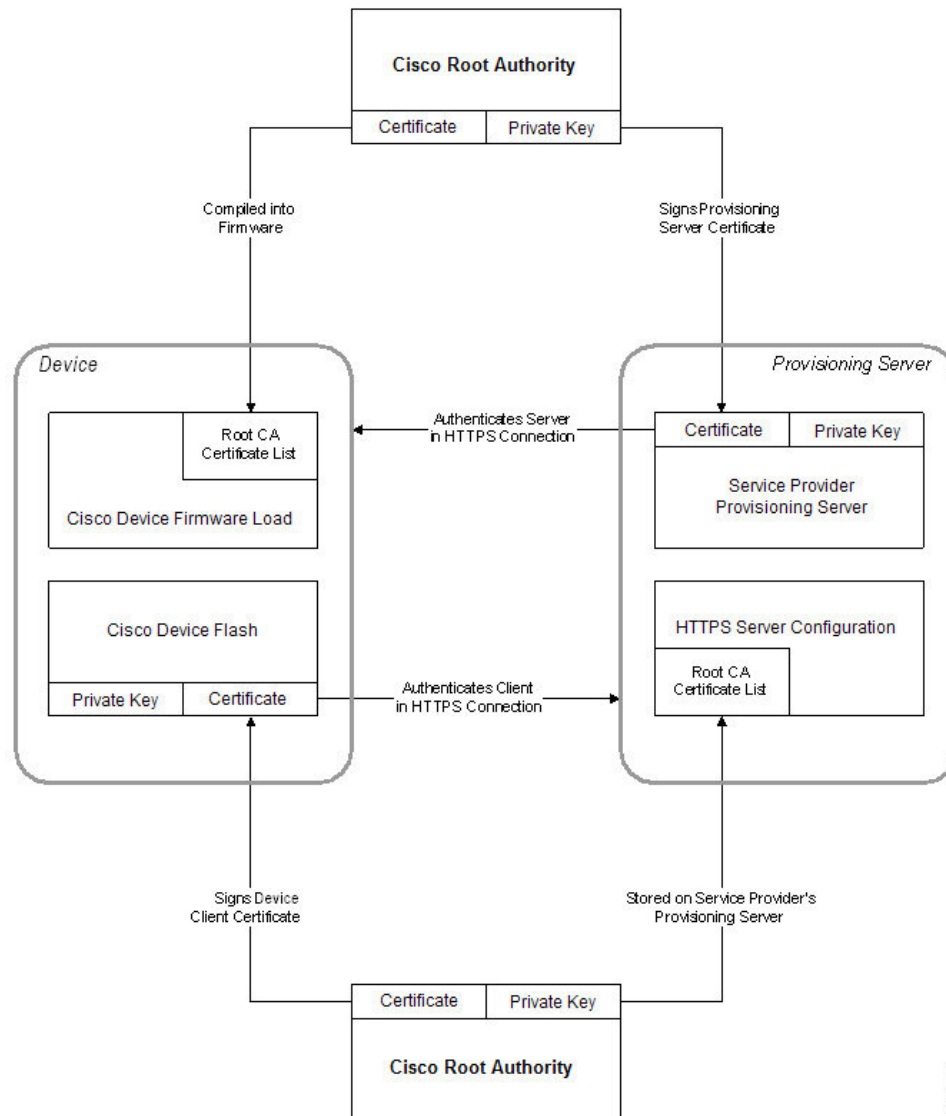 Cisco Root Authority
Certificate
Private Key
Compiled into
Firmware
Signs Provisioning
Server Certificate
Device
Provisioning Server
Root CA
Certificate List
Cisco Device Firmware Load
Authenticates Server
in HTTPS Connection
Certificate
Private Key
Service Provider
Provisioning Server
Cisco Device Flash
Private Key
Certificate
Authenticates Client
in HTTPS Connection
HTTPS Server Configuration
Root CA
Certificate List
Signs Device
Client Certificate
Stored on Service Provider's
Provisioning Server
Certificate
Private Key
Cisco Root Authority